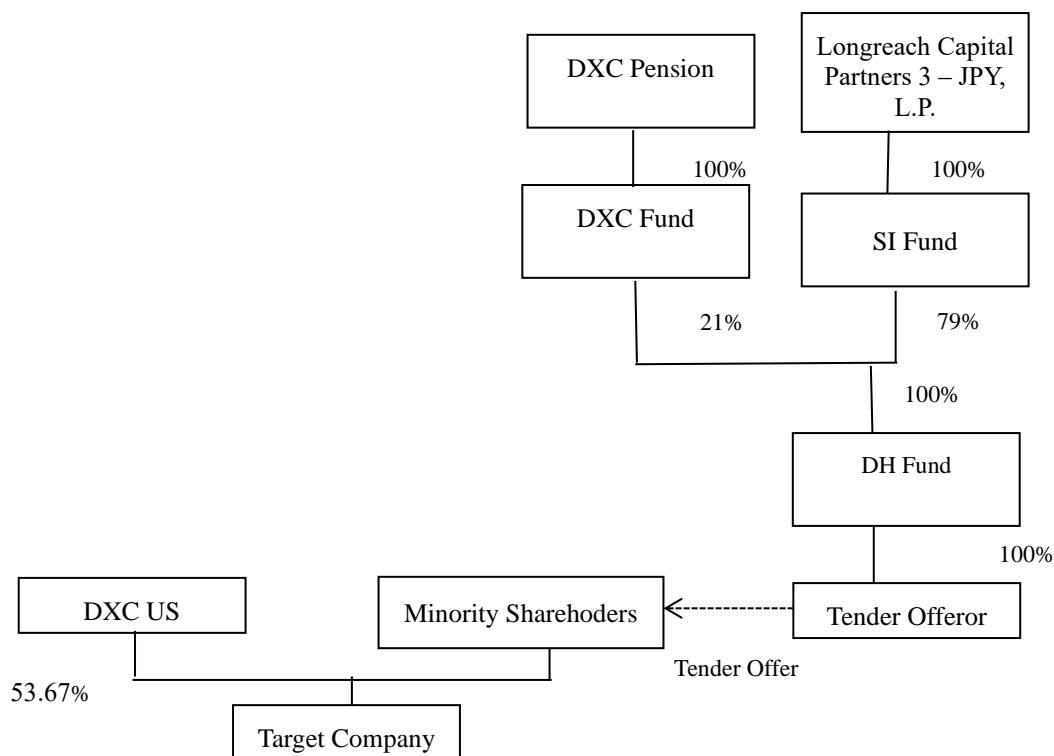 DXC Pension
Longreach Capital
Partners 3 – JPY,
L.P.
100%
100%
DXC Fund
SI Fund
21%
79%
100%
DH Fund
100%
DXC US
Minority Sharehoders
Tender Offeror
Tender Offer
53.67%
Target Company